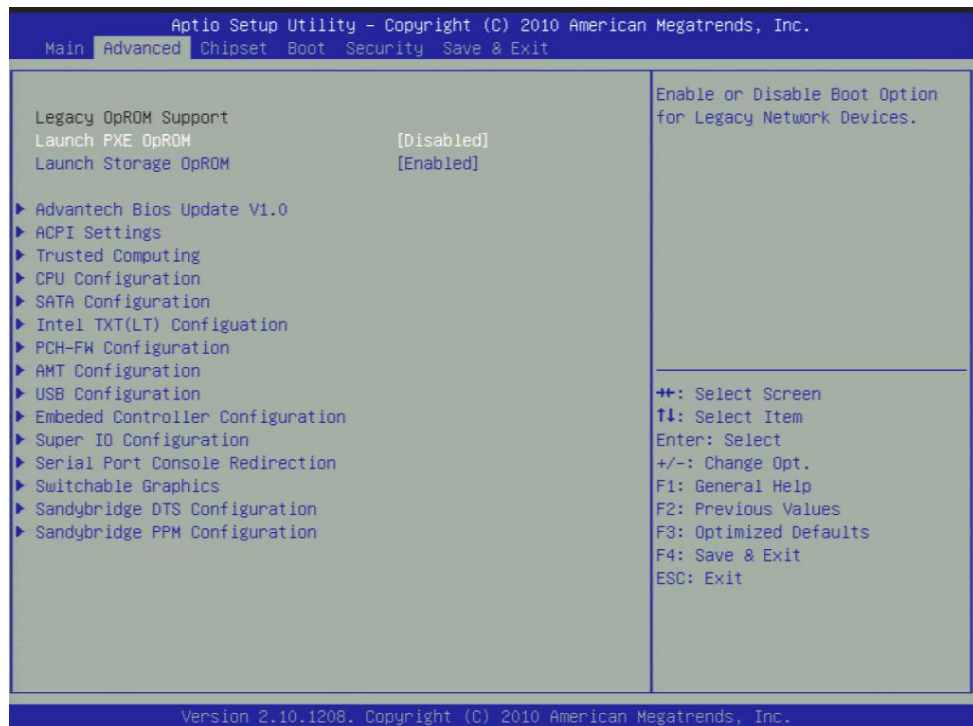 Aptio Setup Utility – Copyright (C) 2010 American Megatrends, Inc.
Main Advanced Chipset Boot Security Save & Exit
Legacy OpROM Support
Launch PXE OpROM [Disabled]
Launch Storage OpROM [Enabled]
Advantech Bios Update V1.0
ACPI Settings
Trusted Computing
CPU Configuration
SATA Configuration
Intel TXT(LT) Configuation
PCH-FW Configuration
AMT Configuration
USB Configuration
Embeded Controller Configuration
Super IO Configuration
Serial Port Console Redirection
Switchable Graphics
Sandybridge DTS Configuration
Sandybridge PPM Configuration
Enable or Disable Boot Option
for Legacy Network Devices.
→←: Select Screen
↑↓: Select Item
Enter: Select
+/-: Change Opt.
F1: General Help
F2: Previous Values
F3: Optimized Defaults
F4: Save & Exit
ESC: Exit
Version 2.10.1208. Copyright (C) 2010 American Megatrends, Inc.